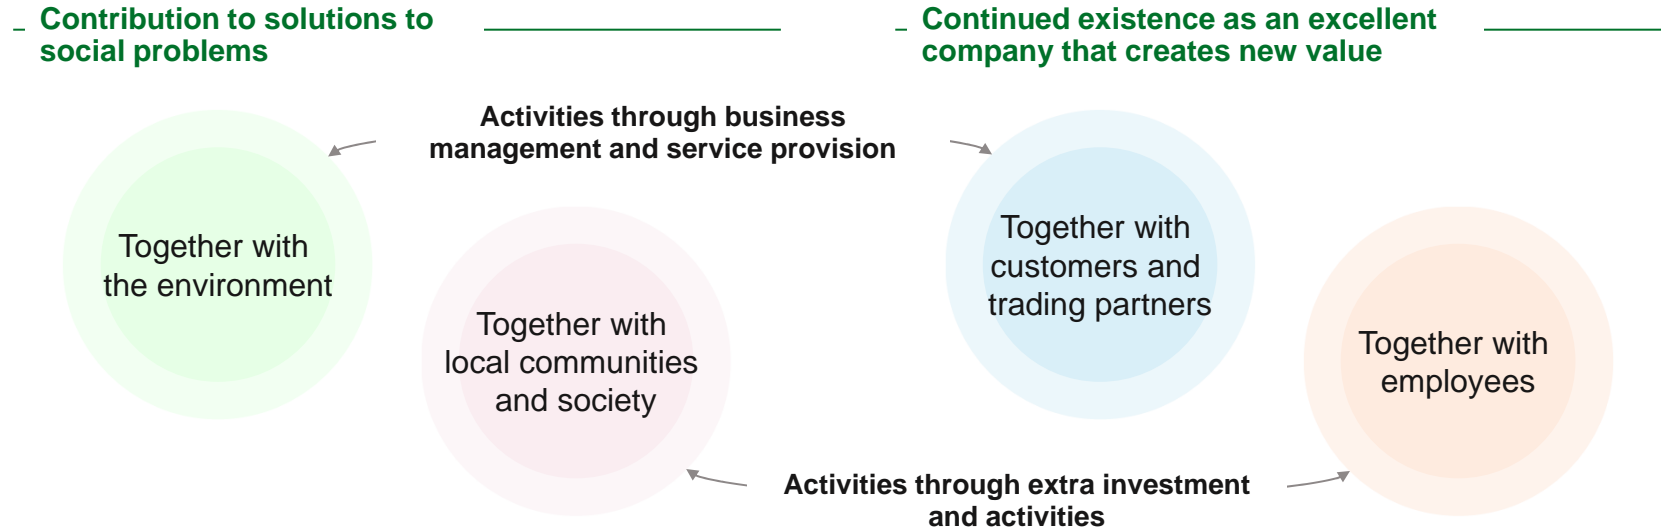 Contribution to solutions to
social problems
Continued existence as an excellent
company that creates new value
Activities through business
management and service provision
Together with
the environment
Together with
local communities
and society
Together with
customers and
trading partners
Together with
employees
Activities through extra investment
and activities